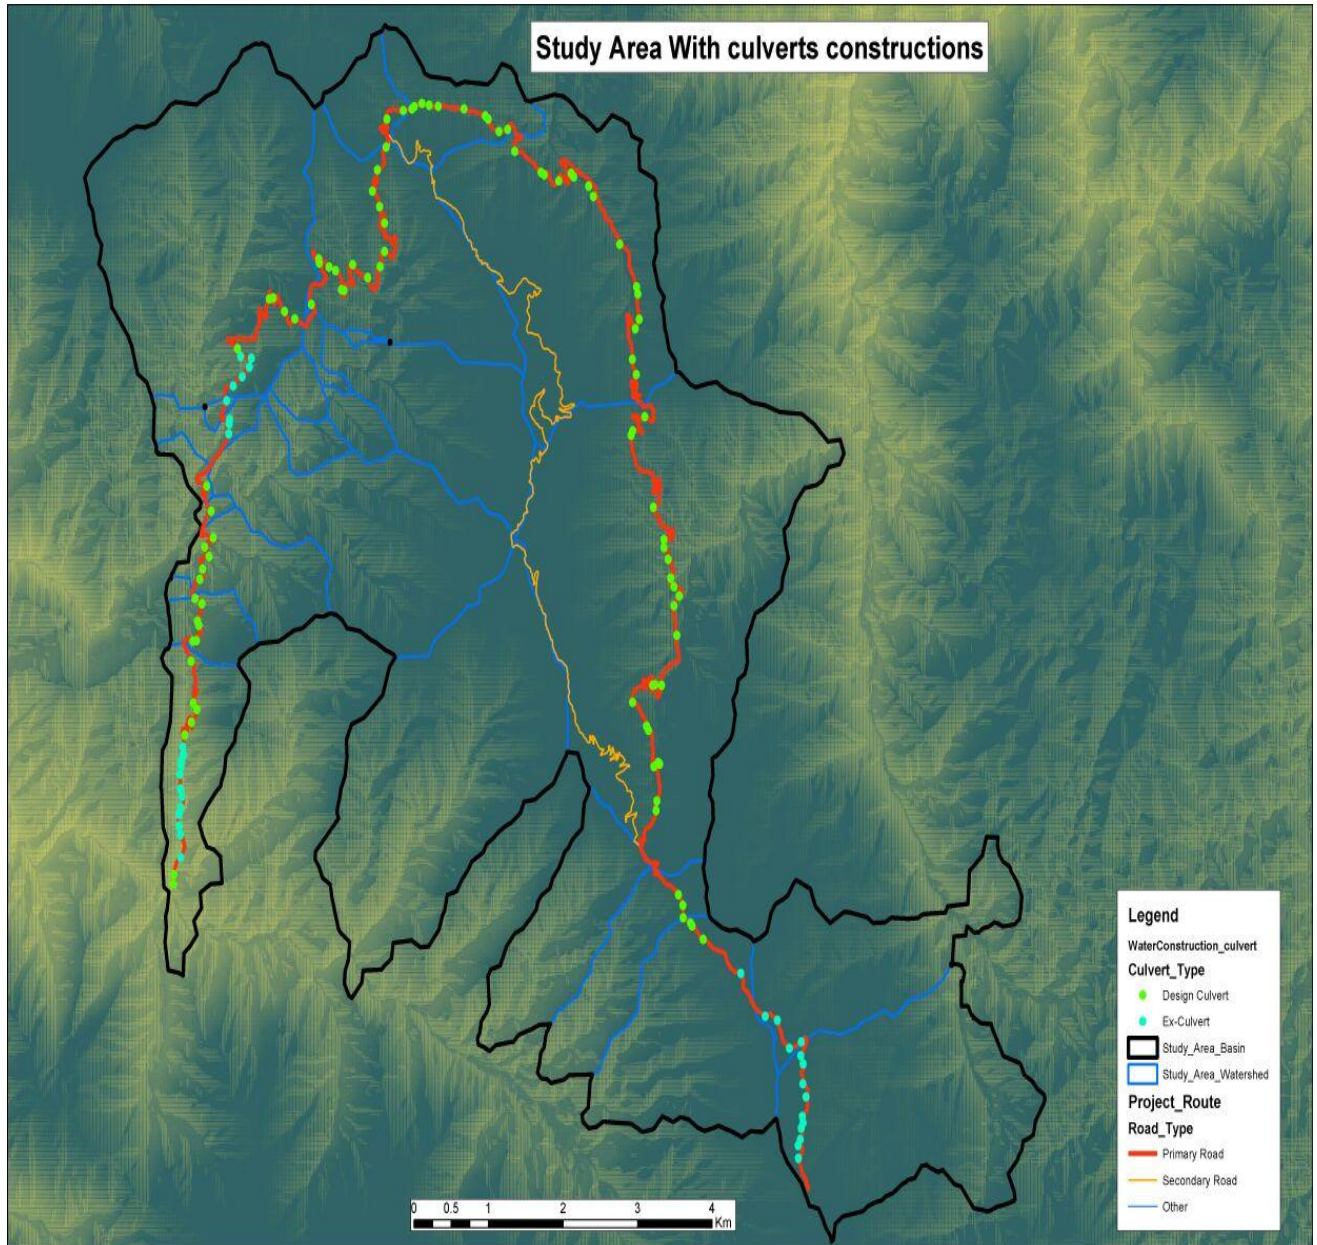 Study Area With culverts constructions
Legend
WaterConstruction_culvert
Culvert_Type
Design Culvert
Ex-Culvert
Study_Area_Basin
Study_Area_Watershed
Project_Route
Road_Type
Primary Road
Secondary Road
Other
0 0.5 1 2 3 4
Km